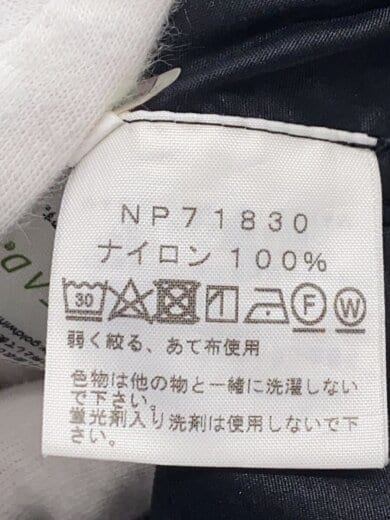 NP71830
ナイロン 100%
30 F W
弱く絞る、あて布使用
色物は他の物と一緒に洗濯しない
で下さい。
蛍光剤入り洗剤は使用しないで
下さい。